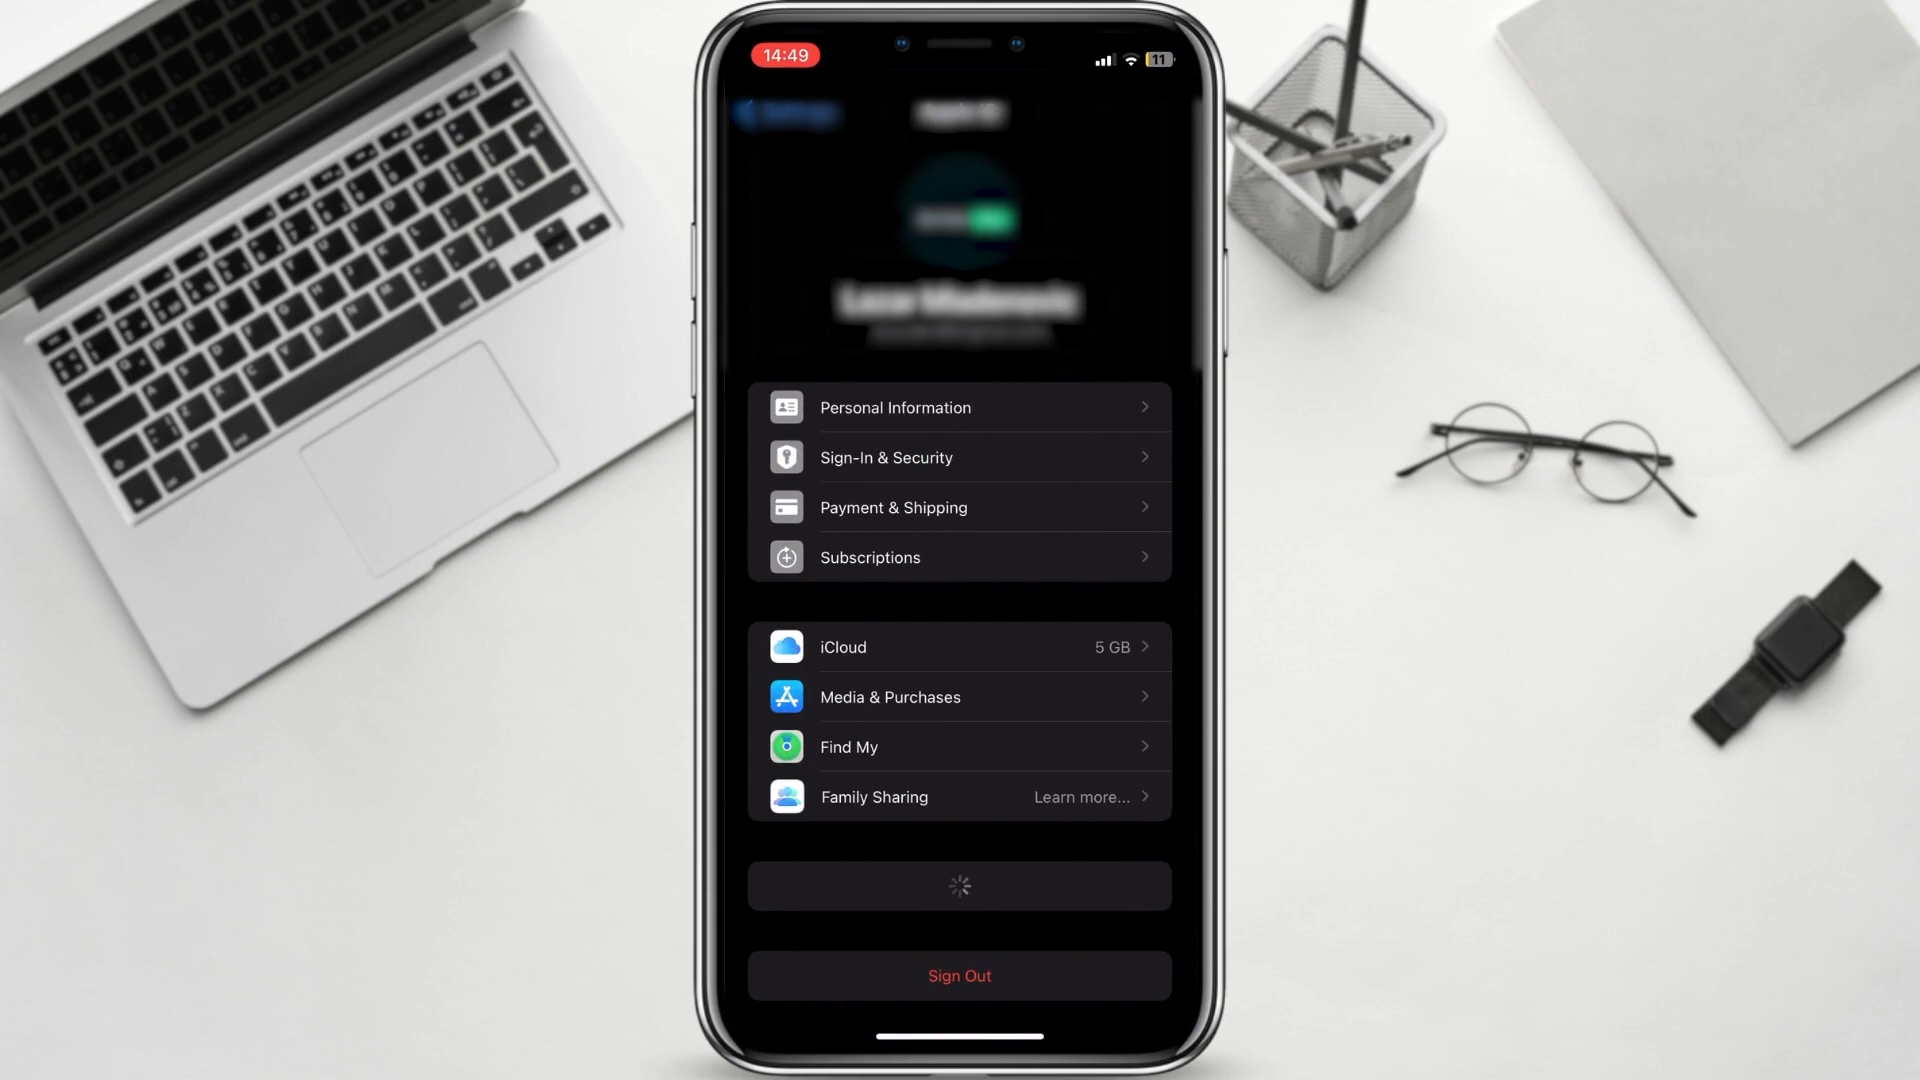 14:49
11
Personal Information
Sign-In & Security
Payment & Shipping
Subscriptions
iCloud 5 GB
Media & Purchases
Find My
Family Sharing Learn more...
Sign Out